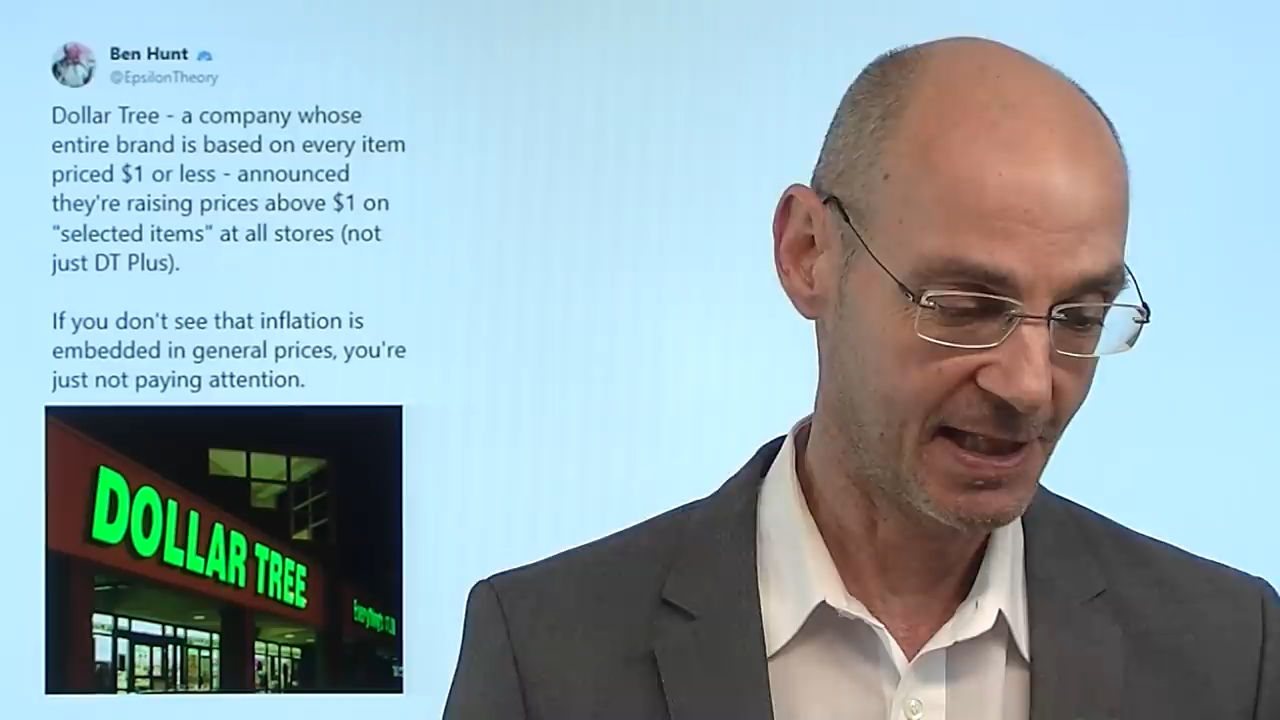 Ben Hunt
@EpsilonTheory
Dollar Tree - a company whose
entire brand is based on every item
priced $1 or less - announced
they're raising prices above $1 on
"selected items" at all stores (not
just DT Plus).
If you don't see that inflation is
embedded in general prices, you're
just not paying attention.
DOLLAR TREE